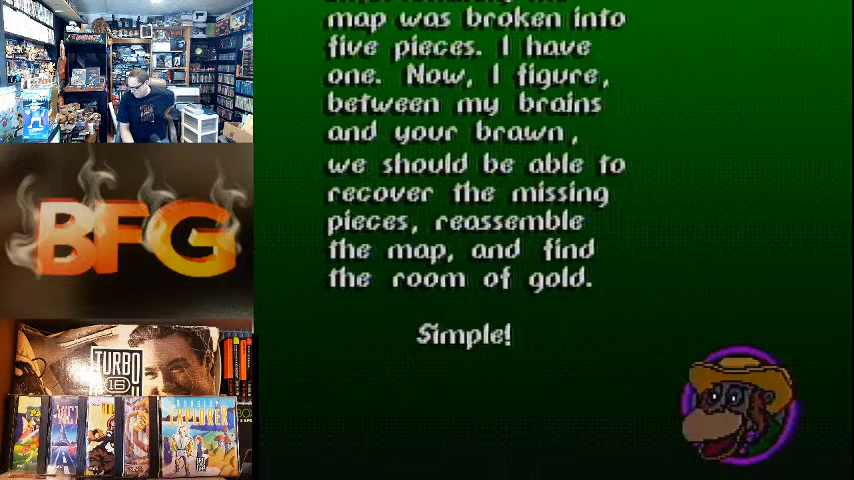 map was broken into
five pieces. I have
one. Now, I figure,
between my brains
and your brawn,
we should be able to
recover the missing
pieces, reassemble
the map, and find
the room of gold.
Simple!
BFG
TURBO
16
EXPLORER